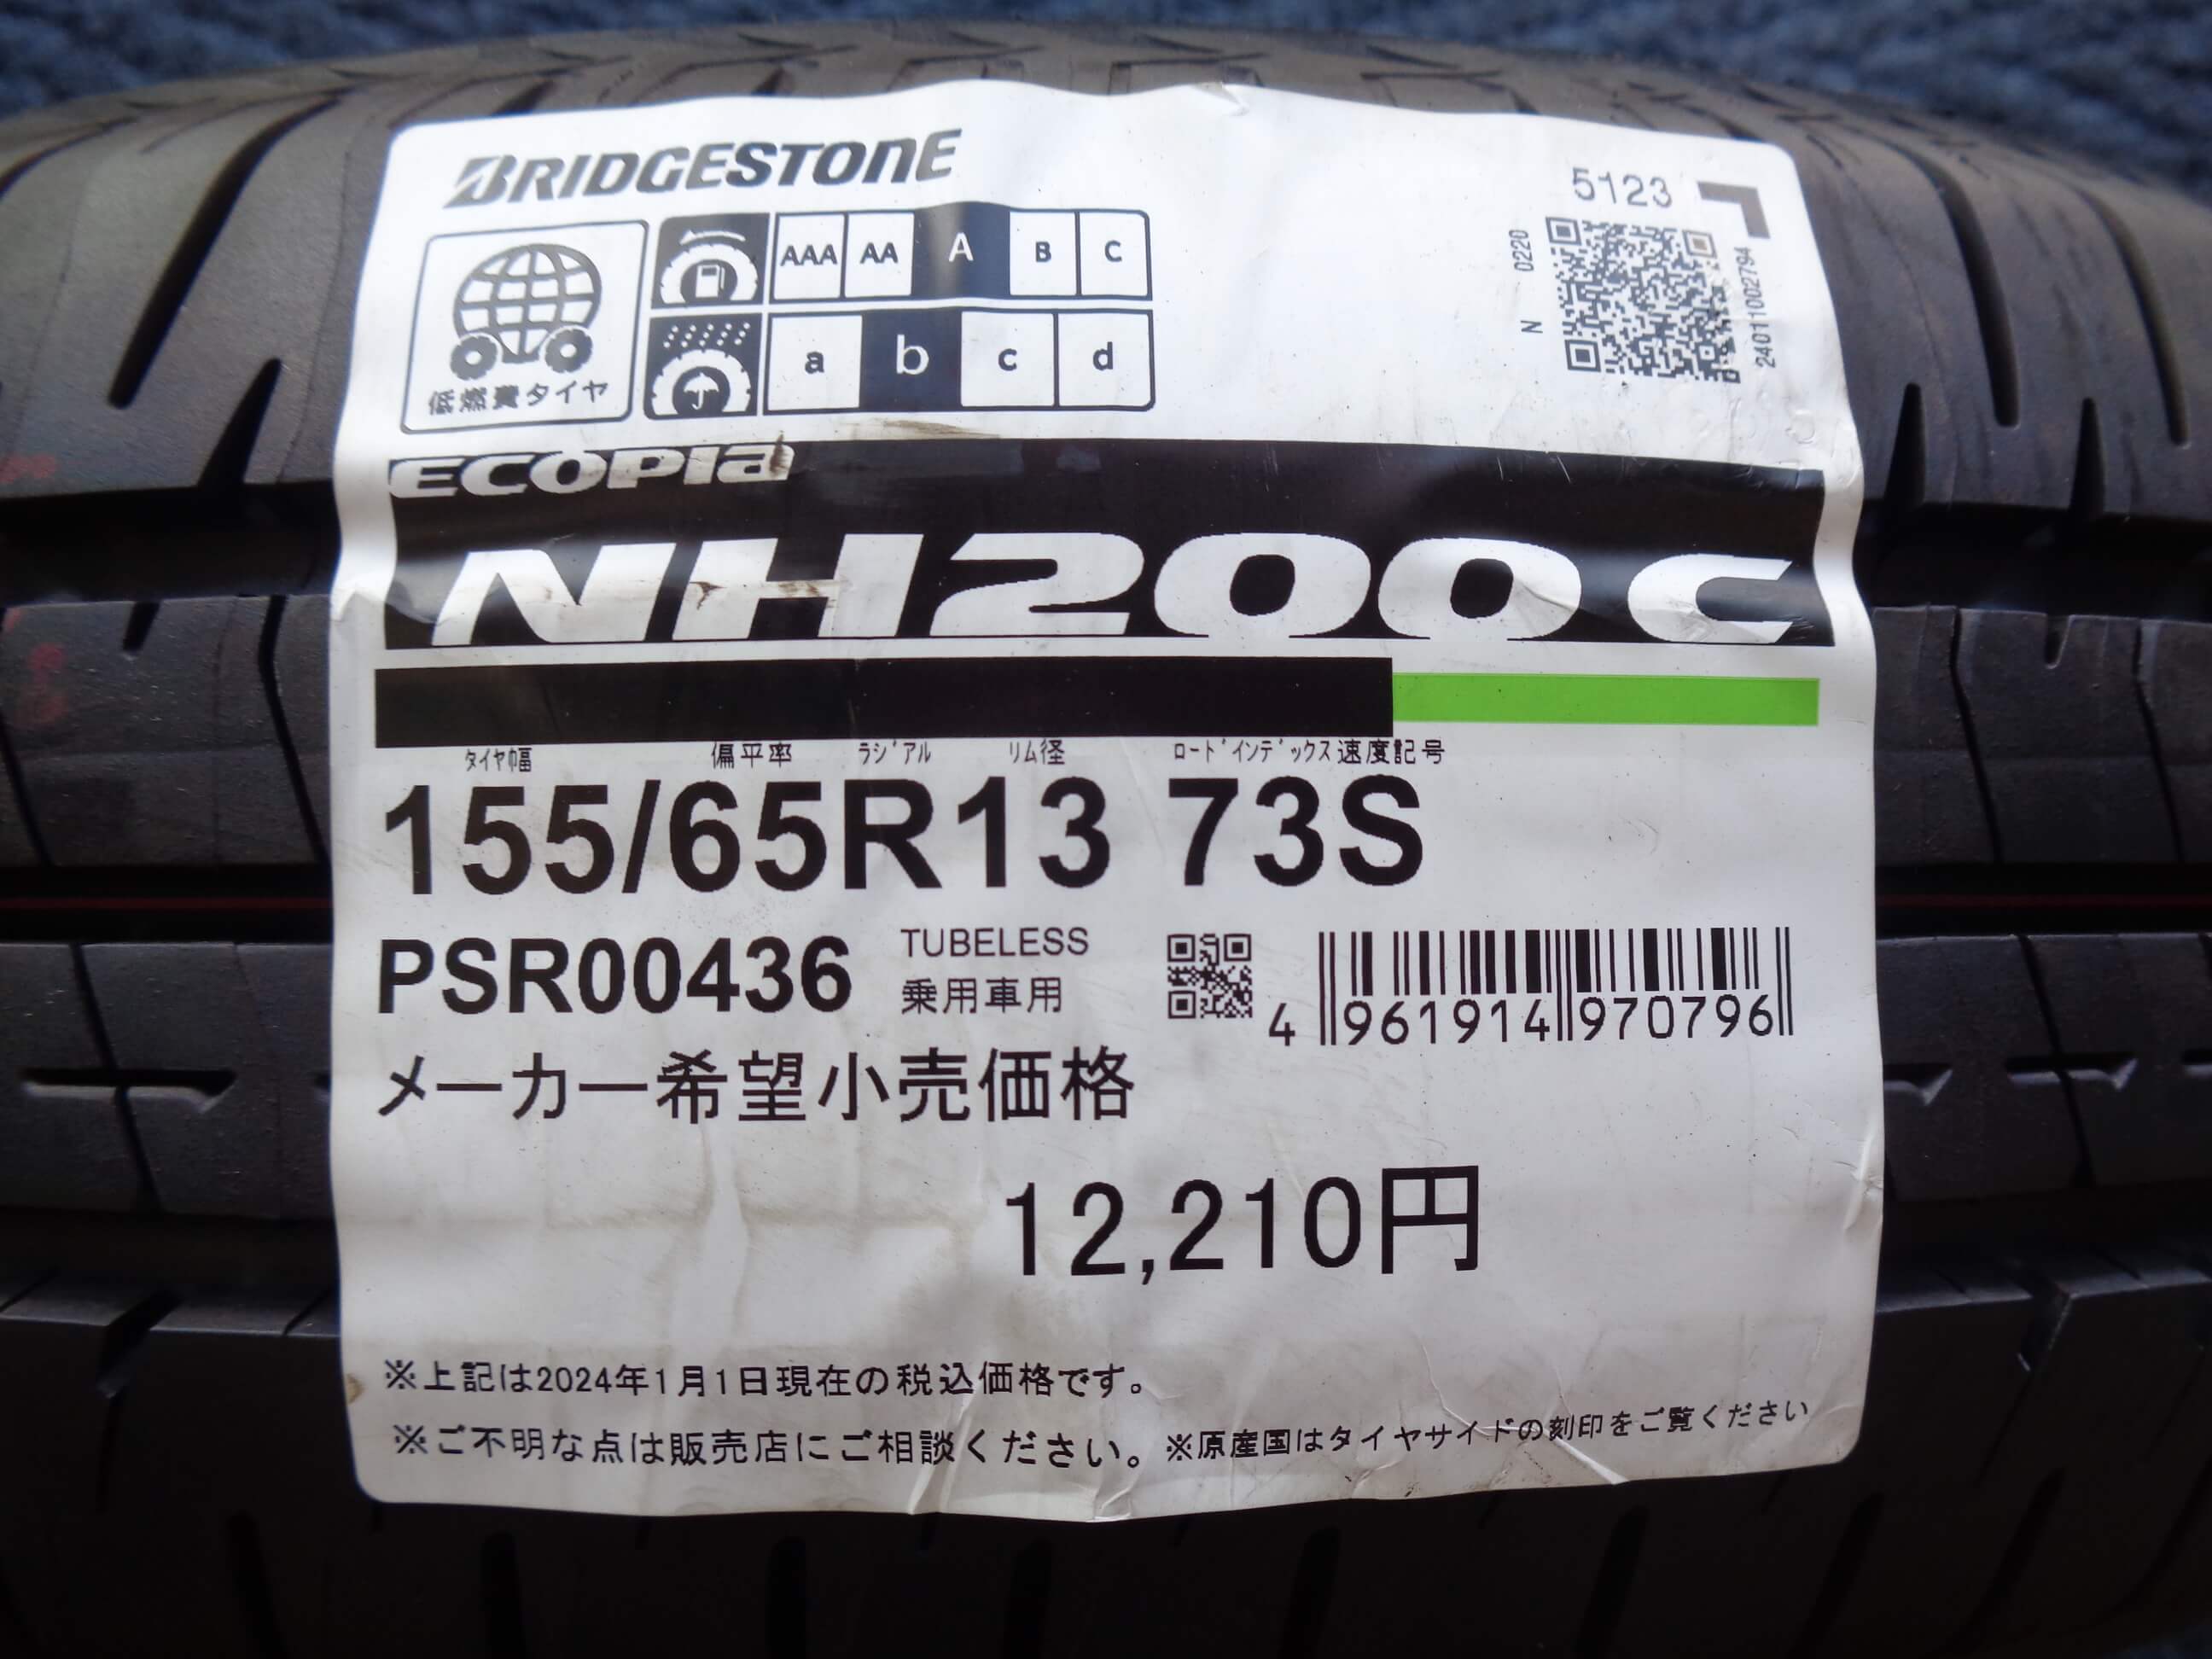 BRIDGESTONE
5123
N 0220
240110002794
AAA AA A B C
a b c d
低燃費タイヤ
ECOPIA
NH200 C
タイヤ巾幅 偏平率 ラジアル リム径 ロードインデックス 速度記号
155/65R13 73S
PSR00436 TUBELESS
乗用車用
4 961914 970796
メーカー希望小売価格
12,210円
※上記は2024年1月1日現在の税込価格です。
※ご不明な点は販売店にご相談ください。※原産国はタイヤサイドの刻印をご覧ください